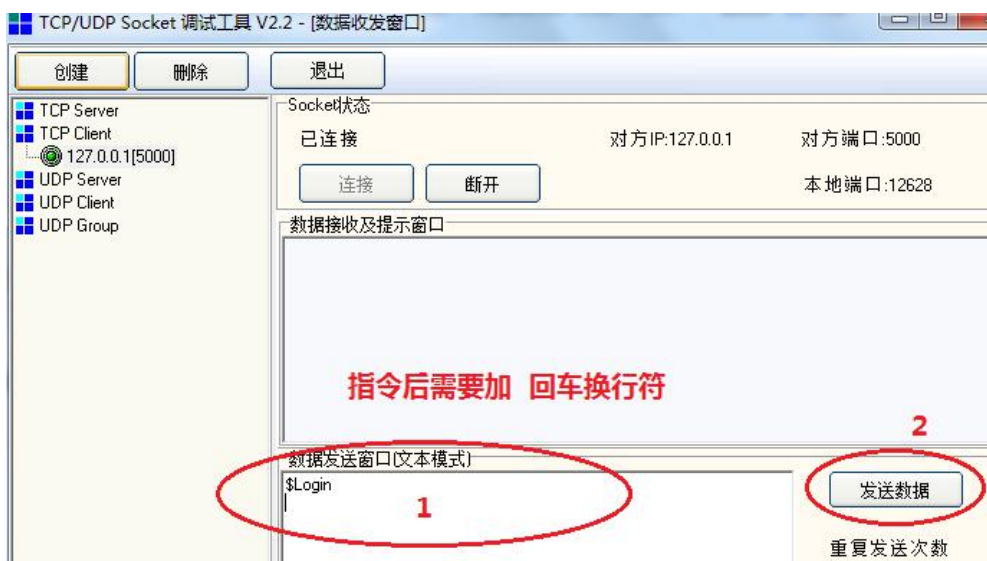 TCP/UDP Socket 调试工具 V2.2 - [数据收发窗口]
创建 删除 退出
TCP Server
TCP Client
127.0.0.1[5000]
UDP Server
UDP Client
UDP Group
Socket状态
已连接 对方IP:127.0.0.1 对方端口:5000
连接 断开 本地端口:12628
数据接收及提示窗口
指令后需要加 回车换行符
2
数据发送窗口(文本模式)
$Login
1
发送数据
重复发送次数